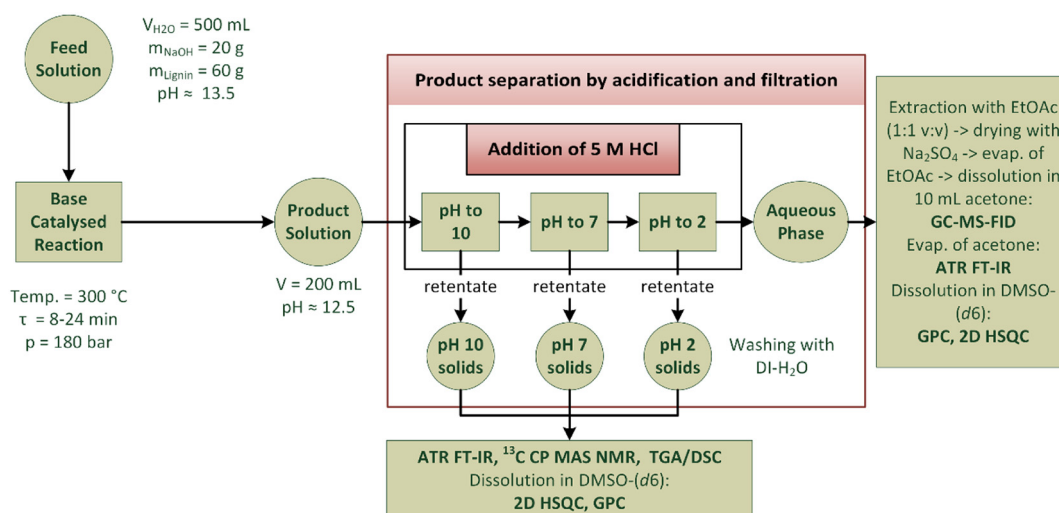 Feed
Solution
V_H2O = 500 mL
m_NaOH = 20 g
m_Lignin = 60 g
pH ≈ 13.5
Base
Catalysed
Reaction
Temp. = 300 °C
τ = 8-24 min
p = 180 bar
Product
Solution
V = 200 mL
pH ≈ 12.5
Product separation by acidification and filtration
Addition of 5 M HCl
pH to
10
pH to 7
pH to 2
Aqueous
Phase
retentate
retentate
retentate
pH 10
solids
pH 7
solids
pH 2
solids
Washing with
DI-H₂O
ATR FT-IR, ¹³C CP MAS NMR, TGA/DSC
Dissolution in DMSO-(d6):
2D HSQC, GPC
Extraction with EtOAc
(1:1 v:v) -> drying with
Na₂SO₄ -> evap. of
EtOAc -> dissolution in
10 mL acetone:
GC-MS-FID
Evap. of acetone:
ATR FT-IR
Dissolution in DMSO-
(d6):
GPC, 2D HSQC